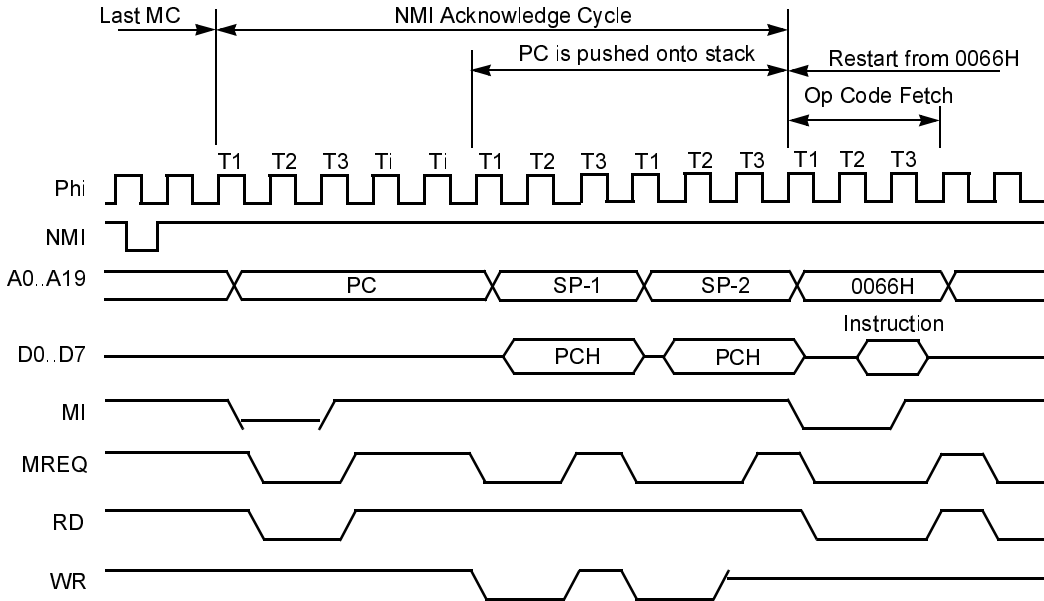 Last MC NMI Acknowledge Cycle
PC is pushed onto stack Restart from 0066H
Op Code Fetch
T1 T2 T3 Ti Ti T1 T2 T3 T1 T2 T3 T1 T2 T3
Phi
NMI
A0..A19 PC SP-1 SP-2 0066H
Instruction
D0..D7 PCH PCH
MI
MREQ
RD
WR